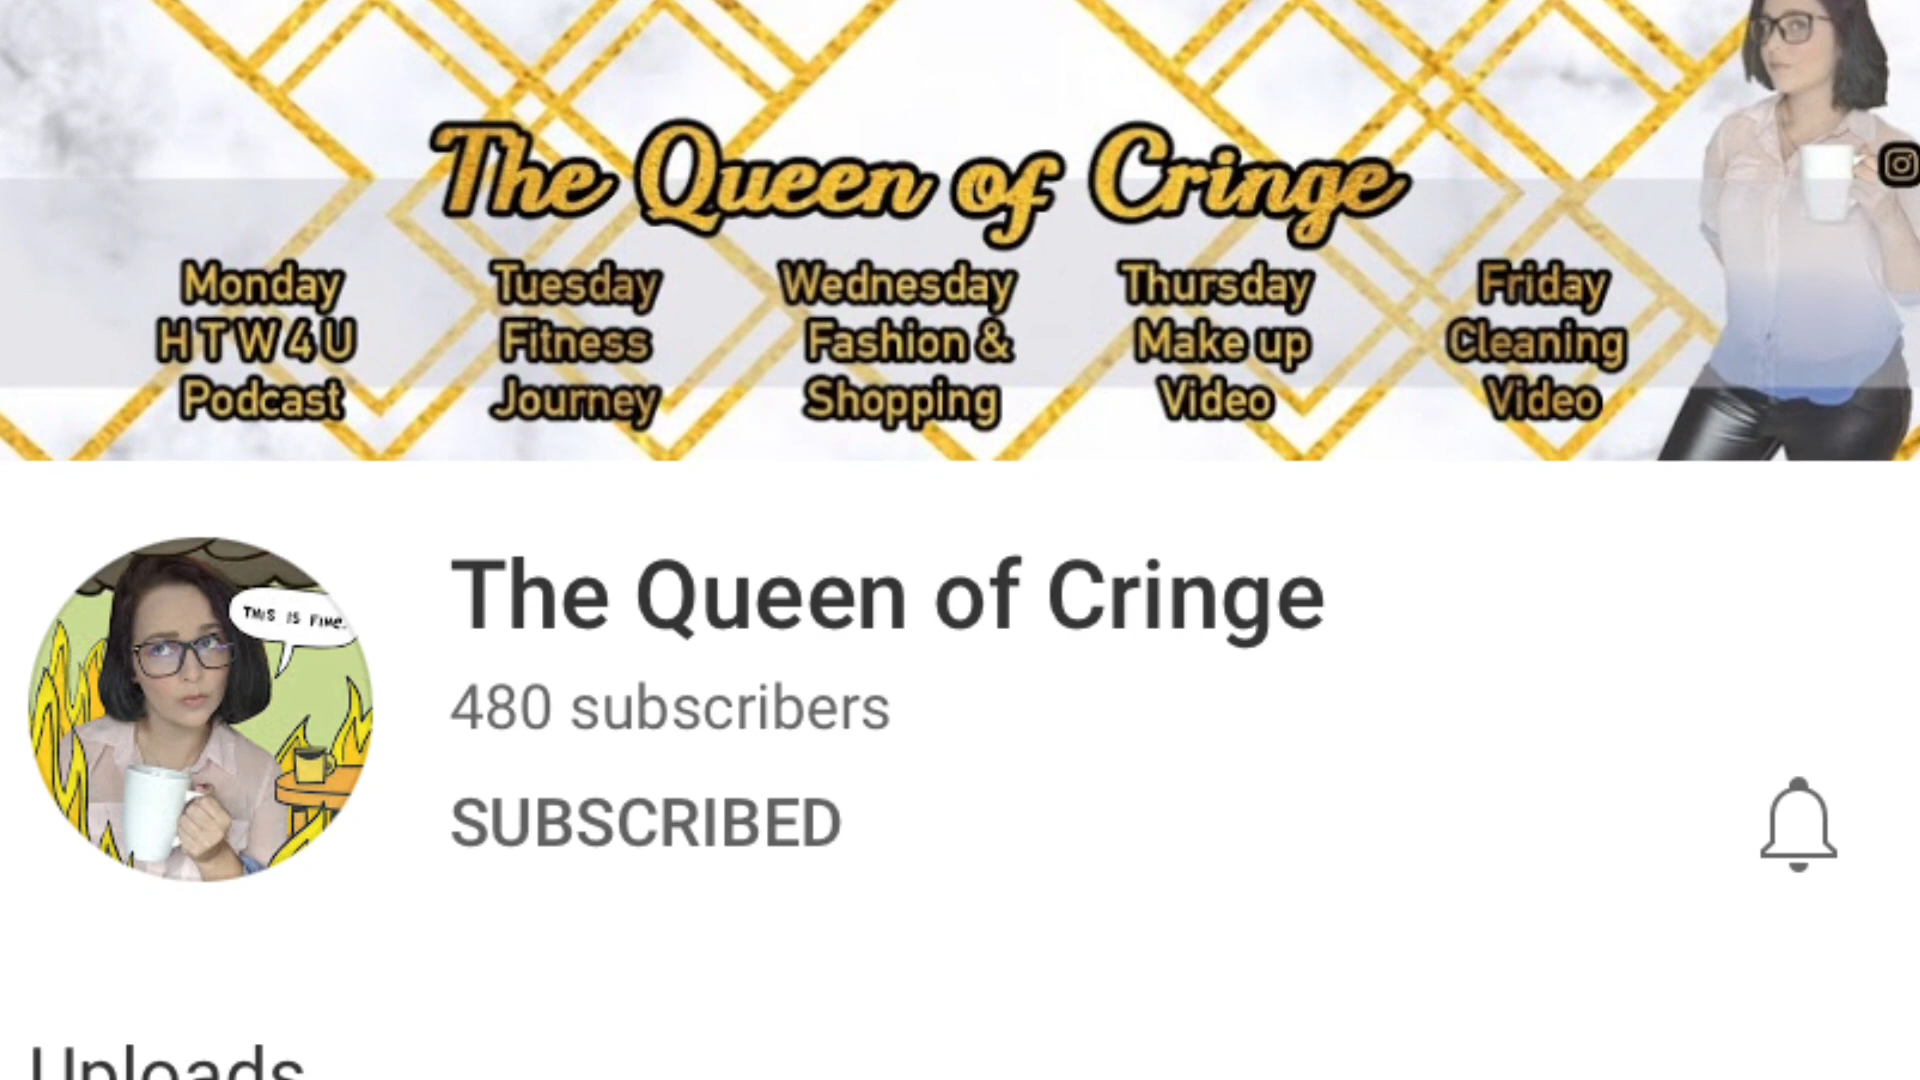 The Queen of Cringe
Monday
H T W 4 U
Podcast
Tuesday
Fitness
Journey
Wednesday
Fashion &
Shopping
Thursday
Make up
Video
Friday
Cleaning
Video
THIS IS FINE.
The Queen of Cringe
480 subscribers
SUBSCRIBED
Uploads